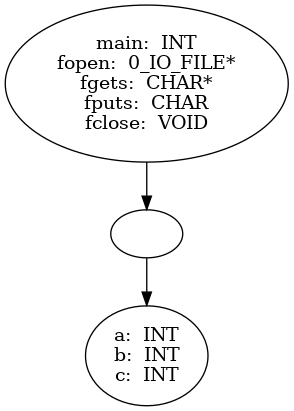 main: INT
fopen: 0_IO_FILE*
fgets: CHAR*
fputs: CHAR
fclose: VOID
a: INT
b: INT
c: INT